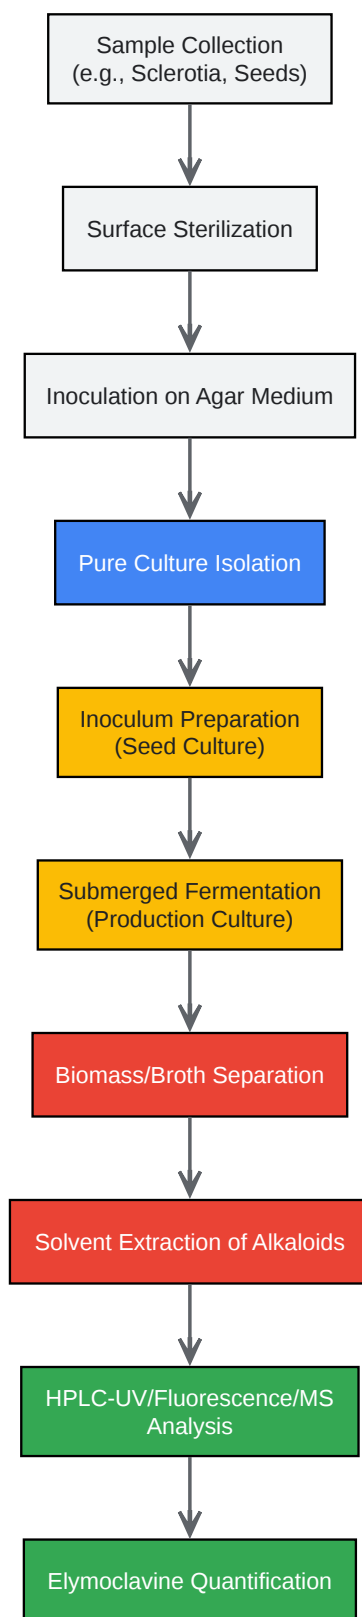 Sample Collection
(e.g., Sclerotia, Seeds)
Surface Sterilization
Inoculation on Agar Medium
Pure Culture Isolation
Inoculum Preparation
(Seed Culture)
Submerged Fermentation
(Production Culture)
Biomass/Broth Separation
Solvent Extraction of Alkaloids
HPLC-UV/Fluorescence/MS
Analysis
Elymoclavine Quantification